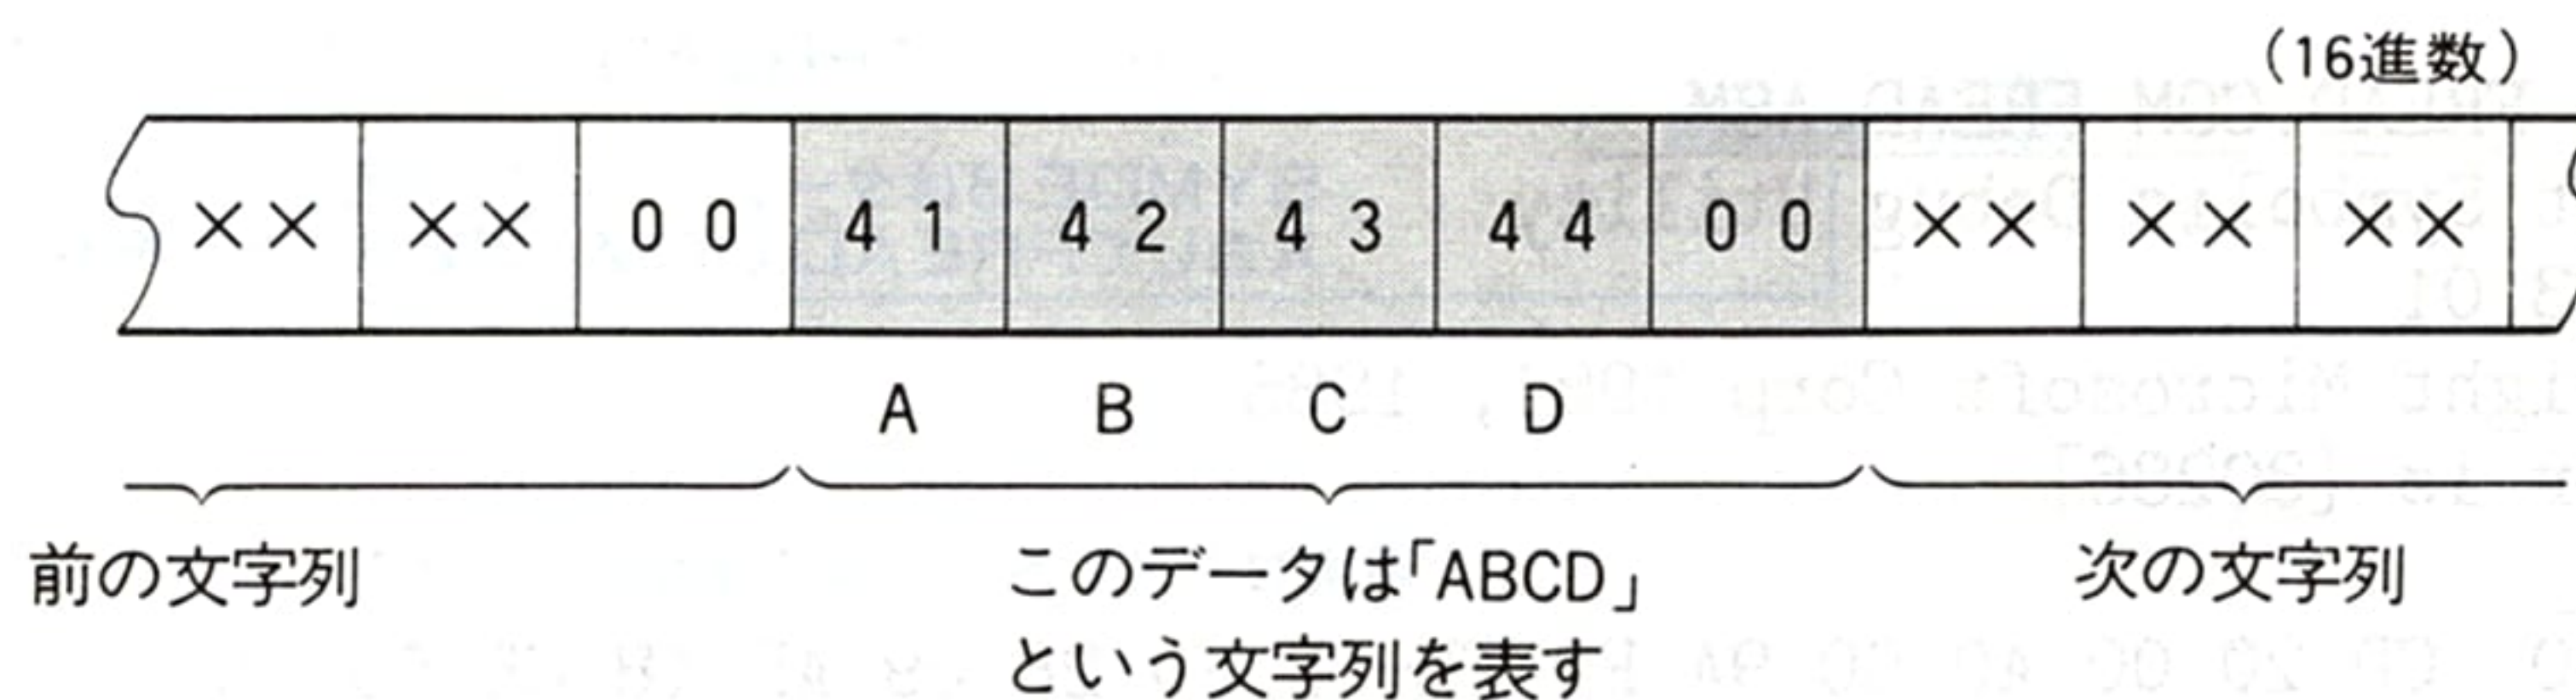 （16進数）
×× ×× 00 41 42 43 44 00 ×× ×× ××
A B C D
前の文字列 このデータは「ABCD」 次の文字列
という文字列を表す